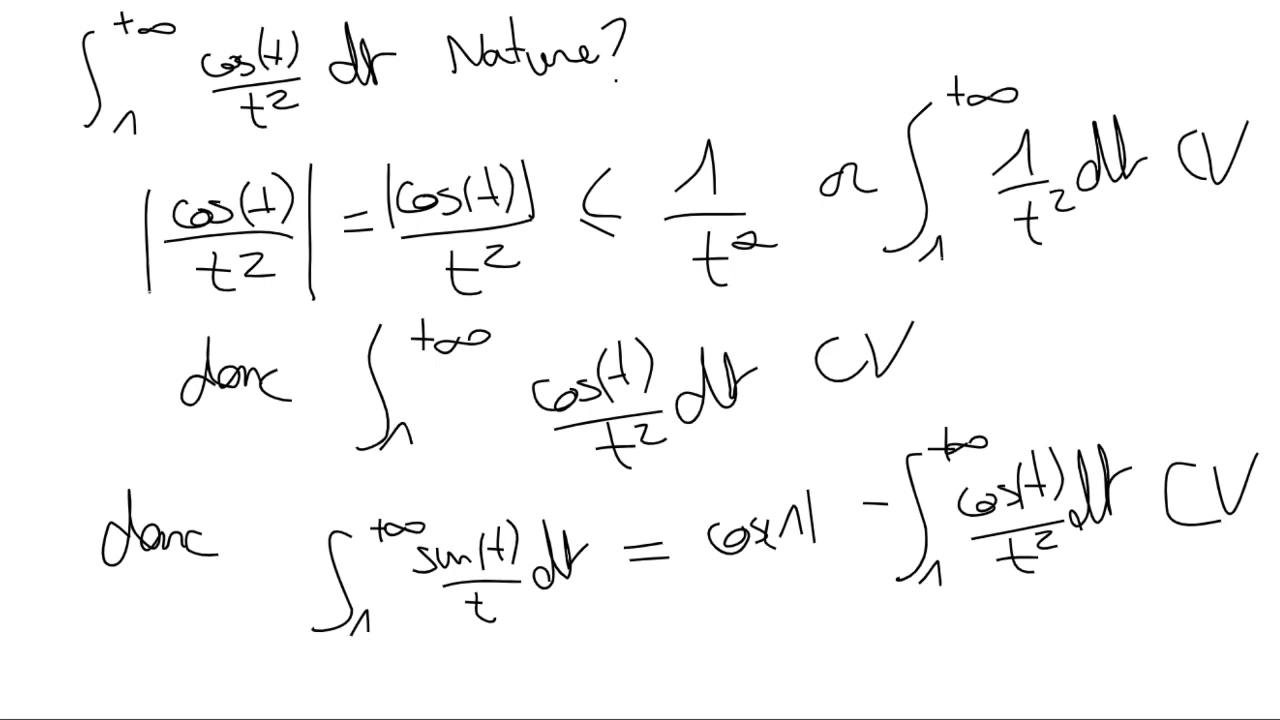 ∫₁^{+∞} cos(t)/t² dt Nature?
|cos(t)/t²| = |cos(t)|/t² ≤ 1/t² or ∫₁^{+∞} 1/t² dt CV
donc ∫₁^{+∞} cos(t)/t² dt CV
donc ∫₁^{+∞} sin(t)/t dt = cos(1) - ∫₁^{+∞} cos(t)/t² dt CV